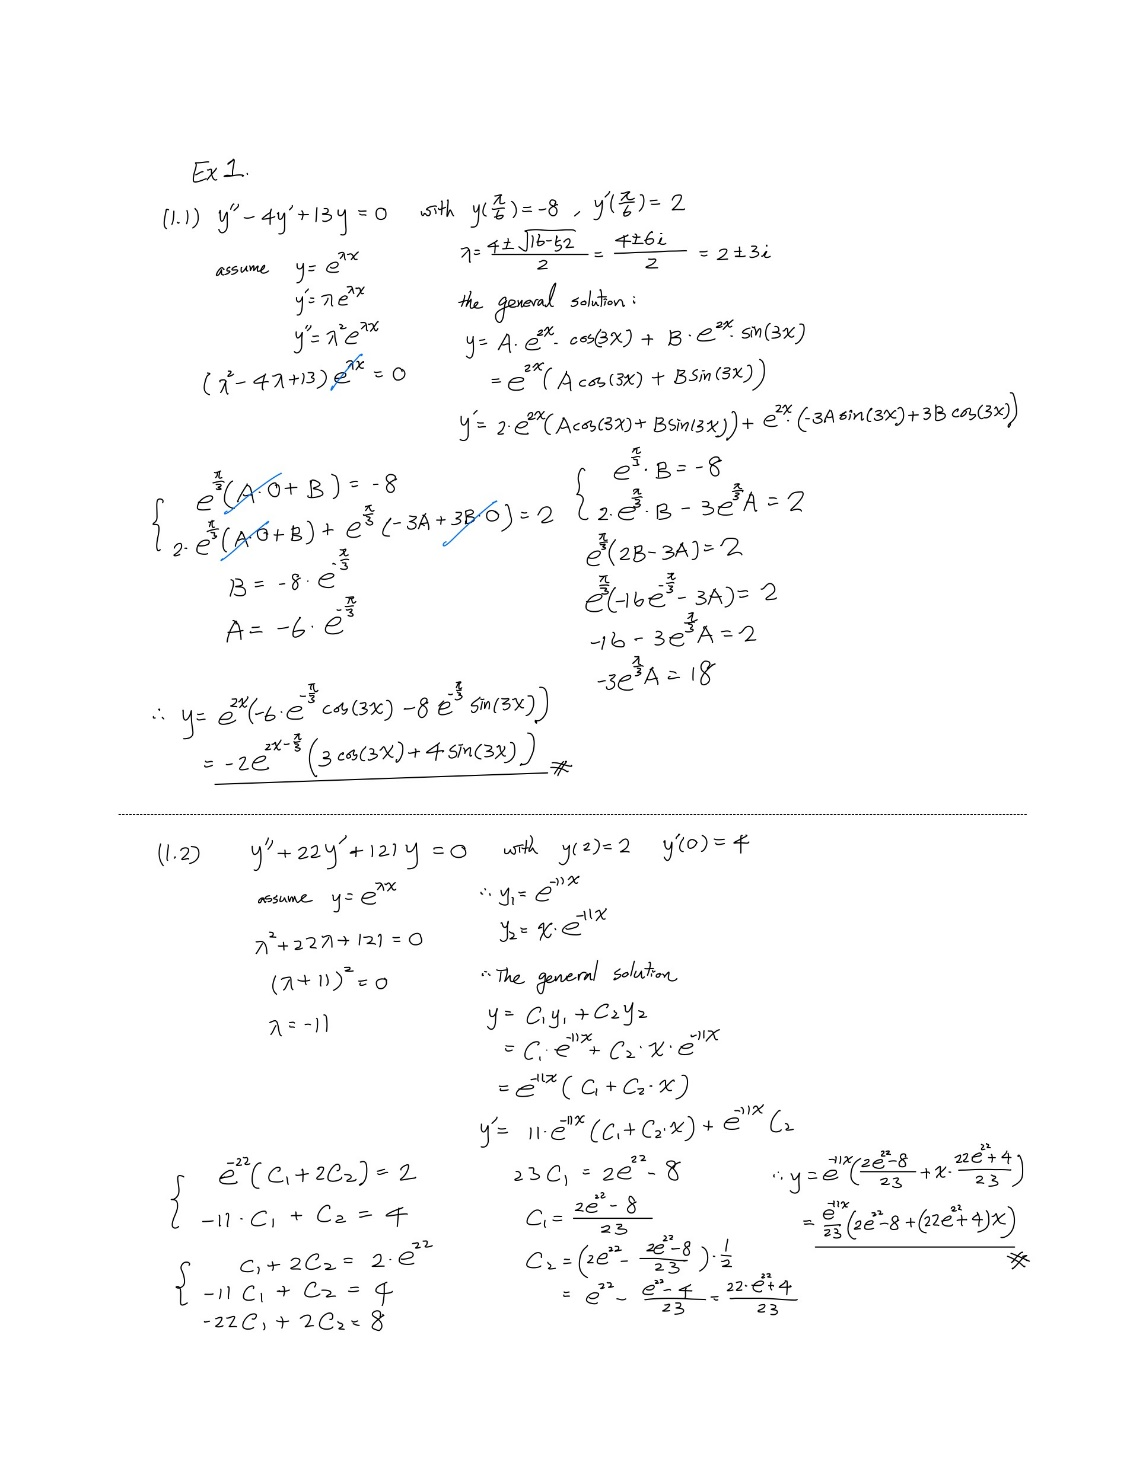 Ex 1.
(1.1) y'' - 4y' + 13y = 0 with y(π/6) = -8 , y'(π/6) = 2
assume y = e^{λx}
y' = λe^{λx}
y'' = λ²e^{λx}
(λ² - 4λ + 13) e^{λx} = 0
λ = (4 ± √(16-52))/2 = (4 ± 6i)/2 = 2 ± 3i
the general solution :
y = A · e^{2x} · cos(3x) + B · e^{2x} · sin(3x)
= e^{2x}(A cos(3x) + B sin(3x))
y' = 2 · e^{2x}(A cos(3x) + B sin(3x)) + e^{2x} · (-3A sin(3x) + 3B cos(3x))
{ e^{π/3}(A·0 + B) = -8
2 · e^{π/3}(A·0 + B) + e^{π/3}(-3A + 3B·0) = 2
B = -8 · e^{-π/3}
A = -6 · e^{-π/3}
{ e^{π/3} · B = -8
2 · e^{π/3} · B - 3e^{π/3}A = 2
e^{π/3}(2B - 3A) = 2
e^{π/3}(-16e^{-π/3} - 3A) = 2
-16 - 3e^{π/3}A = 2
-3e^{π/3}A = 18
∴ y = e^{2x}(-6 · e^{-π/3} cos(3x) - 8e^{-π/3} sin(3x))
= -2e^{2x-π/3}(3 cos(3x) + 4 sin(3x))
(1.2) y'' + 22y' + 121y = 0 with y(2) = 2 y'(0) = 4
assume y = e^{λx}
λ² + 22λ + 121 = 0
(λ + 11)² = 0
λ = -11
∴ y₁ = e^{-11x}
y₂ = x · e^{-11x}
∴ The general solution
y = C₁y₁ + C₂y₂
= C₁ · e^{-11x} + C₂ · x · e^{-11x}
= e^{-11x}(C₁ + C₂ · x)
y' = 11 · e^{-11x}(C₁ + C₂ · x) + e^{-11x} C₂
{ e^{-22}(C₁ + 2C₂) = 2
-11 · C₁ + C₂ = 4
{ C₁ + 2C₂ = 2 · e^{22}
-11C₁ + C₂ = 4
-22C₁ + 2C₂ = 8
23C₁ = 2e^{22} - 8
C₁ = (2e^{22} - 8)/23
C₂ = (2e^{22} - (2e^{22}-8)/23) · 1/2
= e^{22} - (e^{22}-4)/23 = (22·e^{22}+4)/23
∴ y = e^{-11x}((2e^{22}-8)/23 + x · (22e^{22}+4)/23)
= e^{-11x}/23 (2e^{22} - 8 + (22e^{22}+4)x)